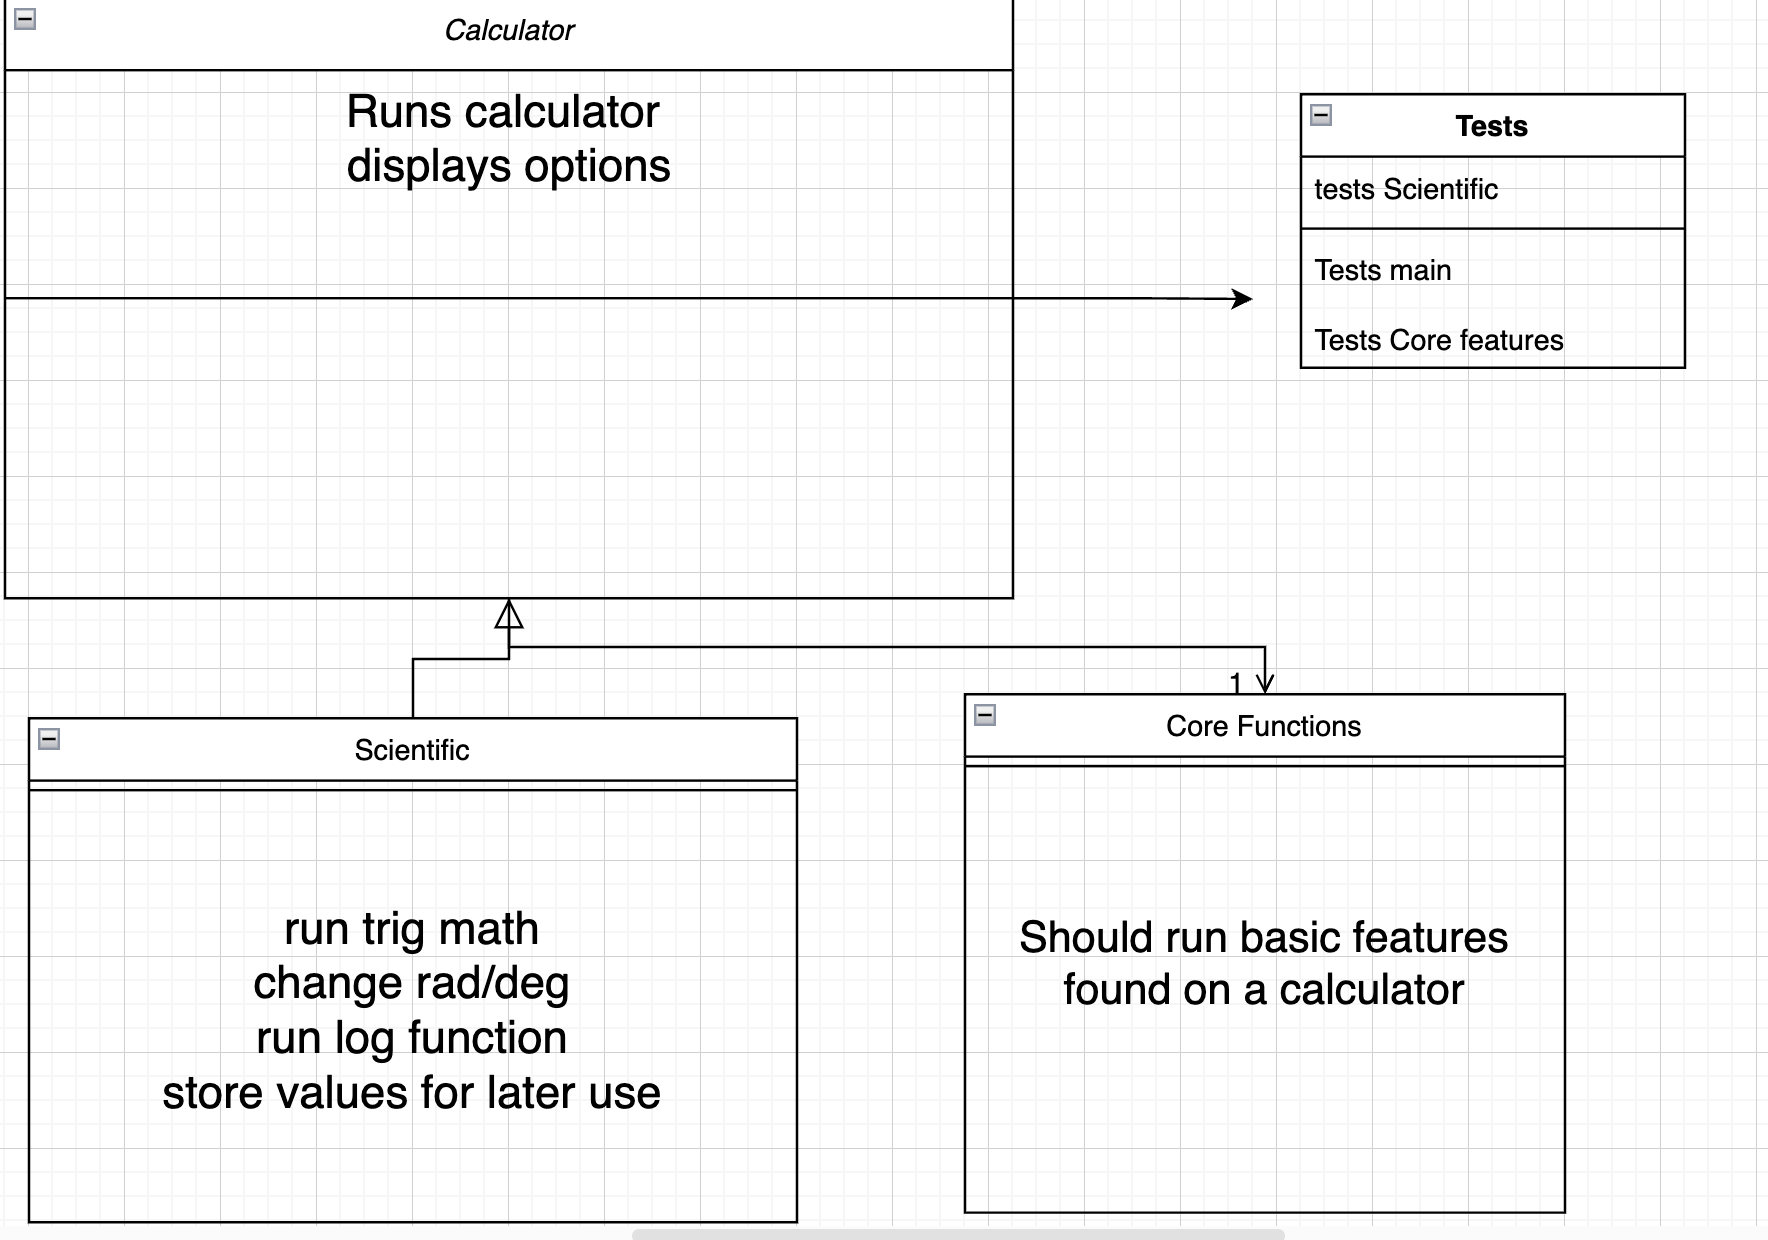 Calculator
Runs calculator
displays options
Tests
tests Scientific
Tests main
Tests Core features
1
Scientific
run trig math
change rad/deg
run log function
store values for later use
Core Functions
Should run basic features
found on a calculator